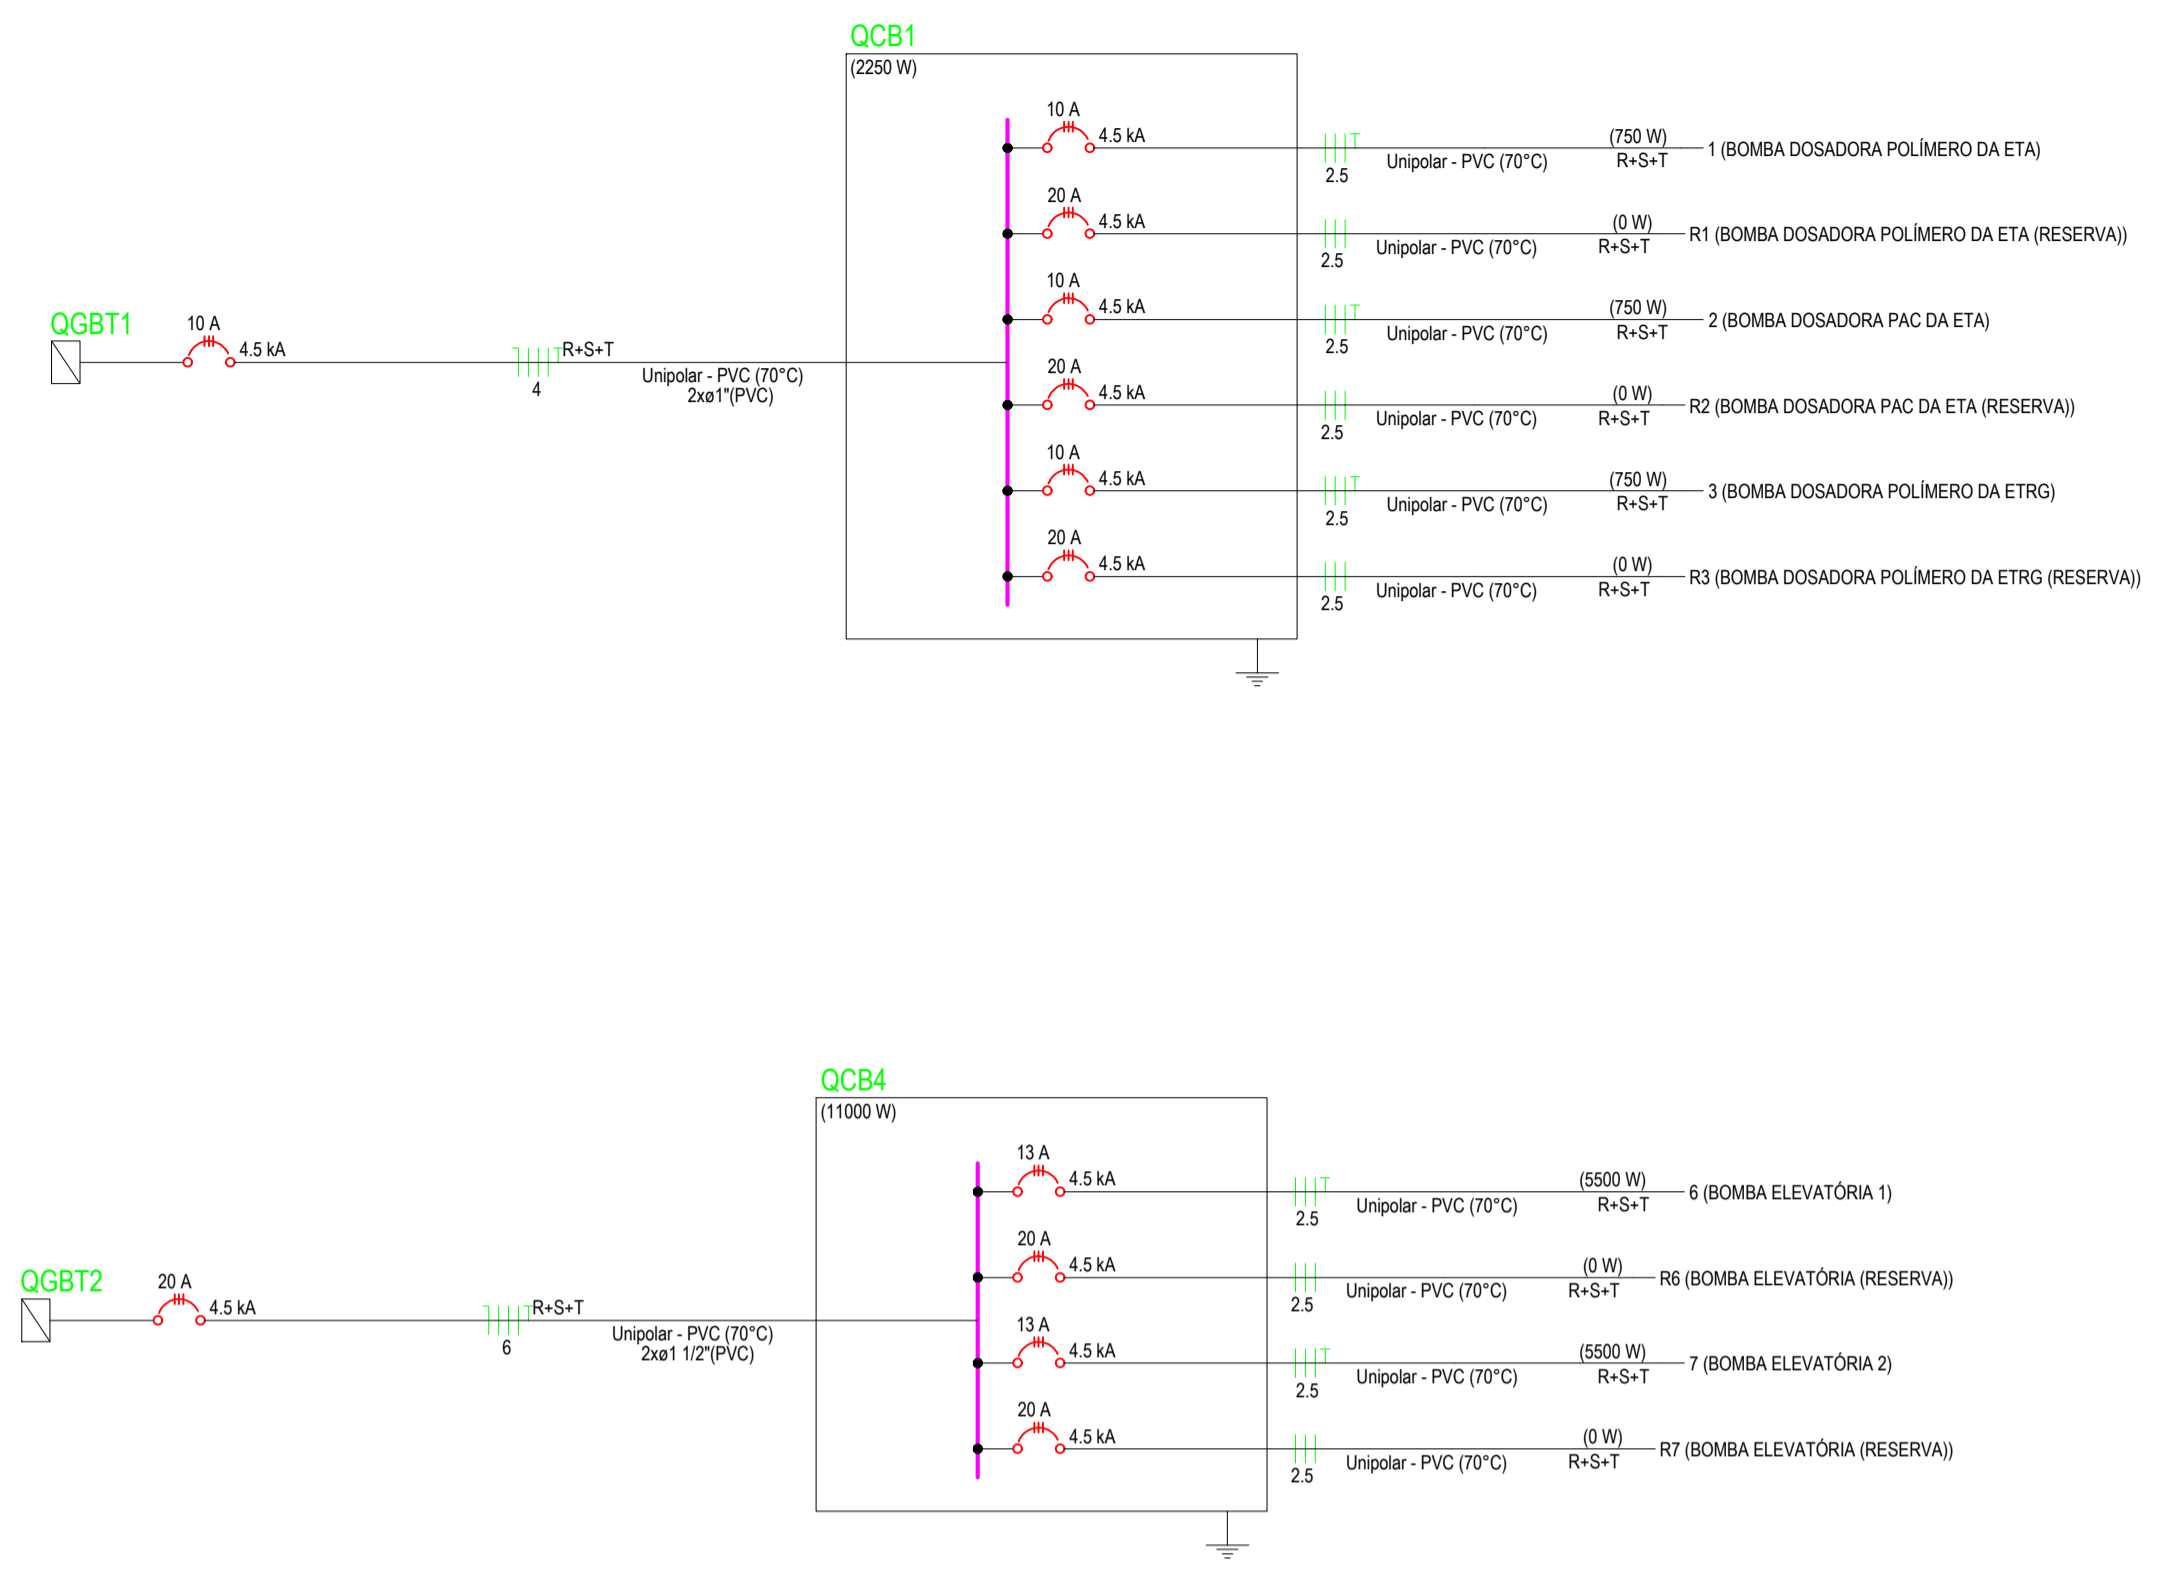 QCB1
(2250 W)
10 A
4.5 kA
2.5
Unipolar - PVC (70°C)
(750 W)
R+S+T
1 (BOMBA DOSADORA POLÍMERO DA ETA)
20 A
4.5 kA
2.5
Unipolar - PVC (70°C)
(0 W)
R+S+T
R1 (BOMBA DOSADORA POLÍMERO DA ETA (RESERVA))
10 A
4.5 kA
2.5
Unipolar - PVC (70°C)
(750 W)
R+S+T
2 (BOMBA DOSADORA PAC DA ETA)
QGBT1
10 A
4.5 kA
T
T
R+S+T
4
Unipolar - PVC (70°C)
2xø1"(PVC)
20 A
4.5 kA
2.5
Unipolar - PVC (70°C)
(0 W)
R+S+T
R2 (BOMBA DOSADORA PAC DA ETA (RESERVA))
10 A
4.5 kA
2.5
Unipolar - PVC (70°C)
(750 W)
R+S+T
3 (BOMBA DOSADORA POLÍMERO DA ETRG)
20 A
4.5 kA
2.5
Unipolar - PVC (70°C)
(0 W)
R+S+T
R3 (BOMBA DOSADORA POLÍMERO DA ETRG (RESERVA))
QCB4
(11000 W)
13 A
4.5 kA
2.5
Unipolar - PVC (70°C)
(5500 W)
R+S+T
6 (BOMBA ELEVATÓRIA 1)
20 A
4.5 kA
2.5
Unipolar - PVC (70°C)
(0 W)
R+S+T
R6 (BOMBA ELEVATÓRIA (RESERVA))
QGBT2
20 A
4.5 kA
R+S+T
6
Unipolar - PVC (70°C)
2xø1 1/2"(PVC)
13 A
4.5 kA
2.5
Unipolar - PVC (70°C)
(5500 W)
R+S+T
7 (BOMBA ELEVATÓRIA 2)
20 A
4.5 kA
2.5
Unipolar - PVC (70°C)
(0 W)
R+S+T
R7 (BOMBA ELEVATÓRIA (RESERVA))